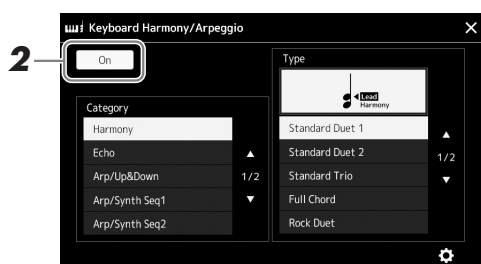 Keyboard Harmony/Arpeggio
2
On
Category
Harmony
Echo
Arp/Up&Down
Arp/Synth Seq1
Arp/Synth Seq2
1/2
Type
Lead
Harmony
Standard Duet 1
Standard Duet 2
Standard Trio
Full Chord
Rock Duet
1/2